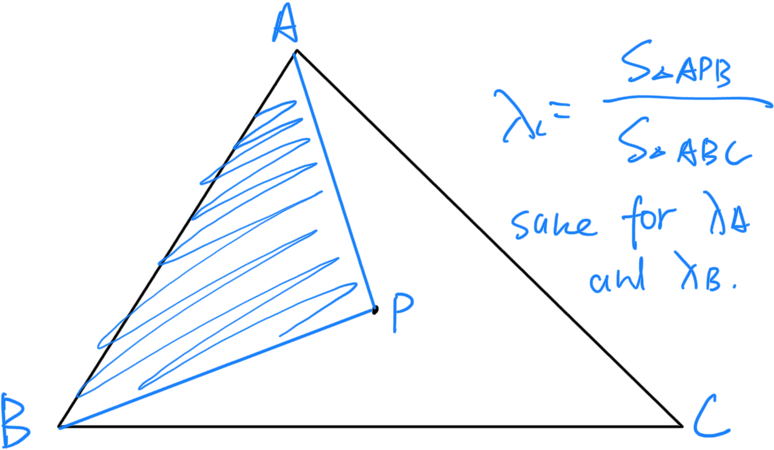 A
λc = S△APB / S△ABC
same for λA
and λB.
P
B
C